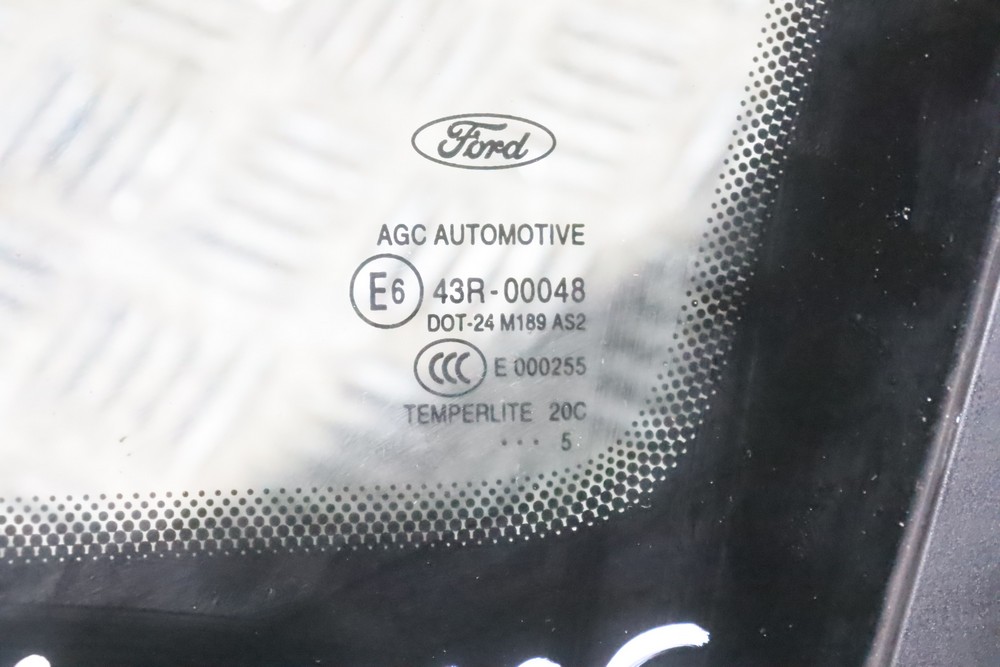 Ford
AGC AUTOMOTIVE
E6 43R-00048
DOT-24 M189 AS2
CCC E 000255
TEMPERLITE 20C
··· 5